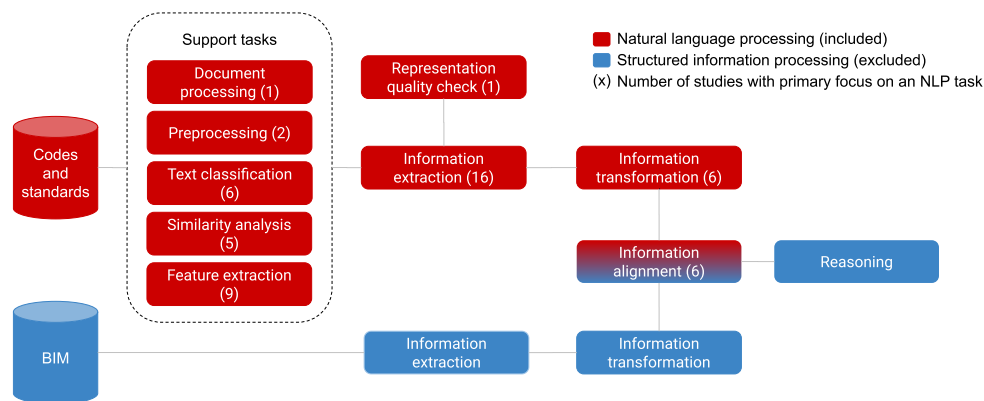 Support tasks
Document
processing (1)
Preprocessing (2)
Text classification
(6)
Similarity analysis
(5)
Feature extraction
(9)
Codes
and
standards
BIM
Representation
quality check (1)
Information
extraction (16)
Information
transformation (6)
Information
alignment (6)
Reasoning
Information
extraction
Information
transformation
Natural language processing (included)
Structured information processing (excluded)
(x) Number of studies with primary focus on an NLP task